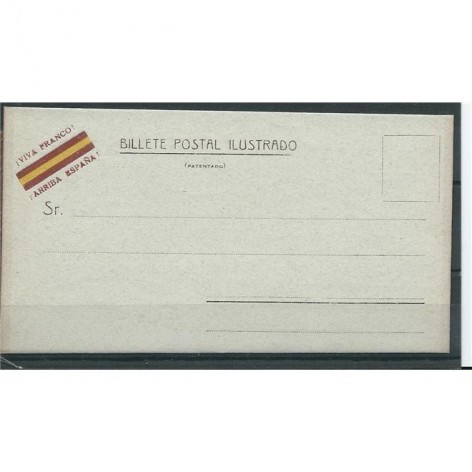 ¡VIVA FRANCO!
¡ARRIBA ESPAÑA!
BILLETE POSTAL ILUSTRADO
(PATENTADO)
Sr.